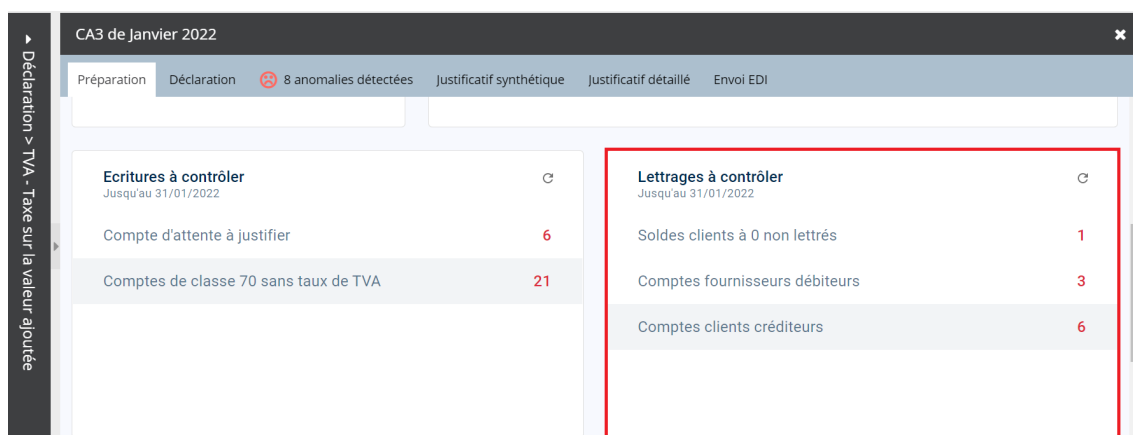 CA3 de Janvier 2022
Déclaration > TVA - Taxe sur la valeur ajoutée
Préparation Déclaration 8 anomalies détectées Justificatif synthétique Justificatif détaillé Envoi EDI
Ecritures à contrôler
Jusqu'au 31/01/2022
Compte d'attente à justifier 6
Comptes de classe 70 sans taux de TVA 21
Lettrages à contrôler
Jusqu'au 31/01/2022
Soldes clients à 0 non lettrés 1
Comptes fournisseurs débiteurs 3
Comptes clients créditeurs 6